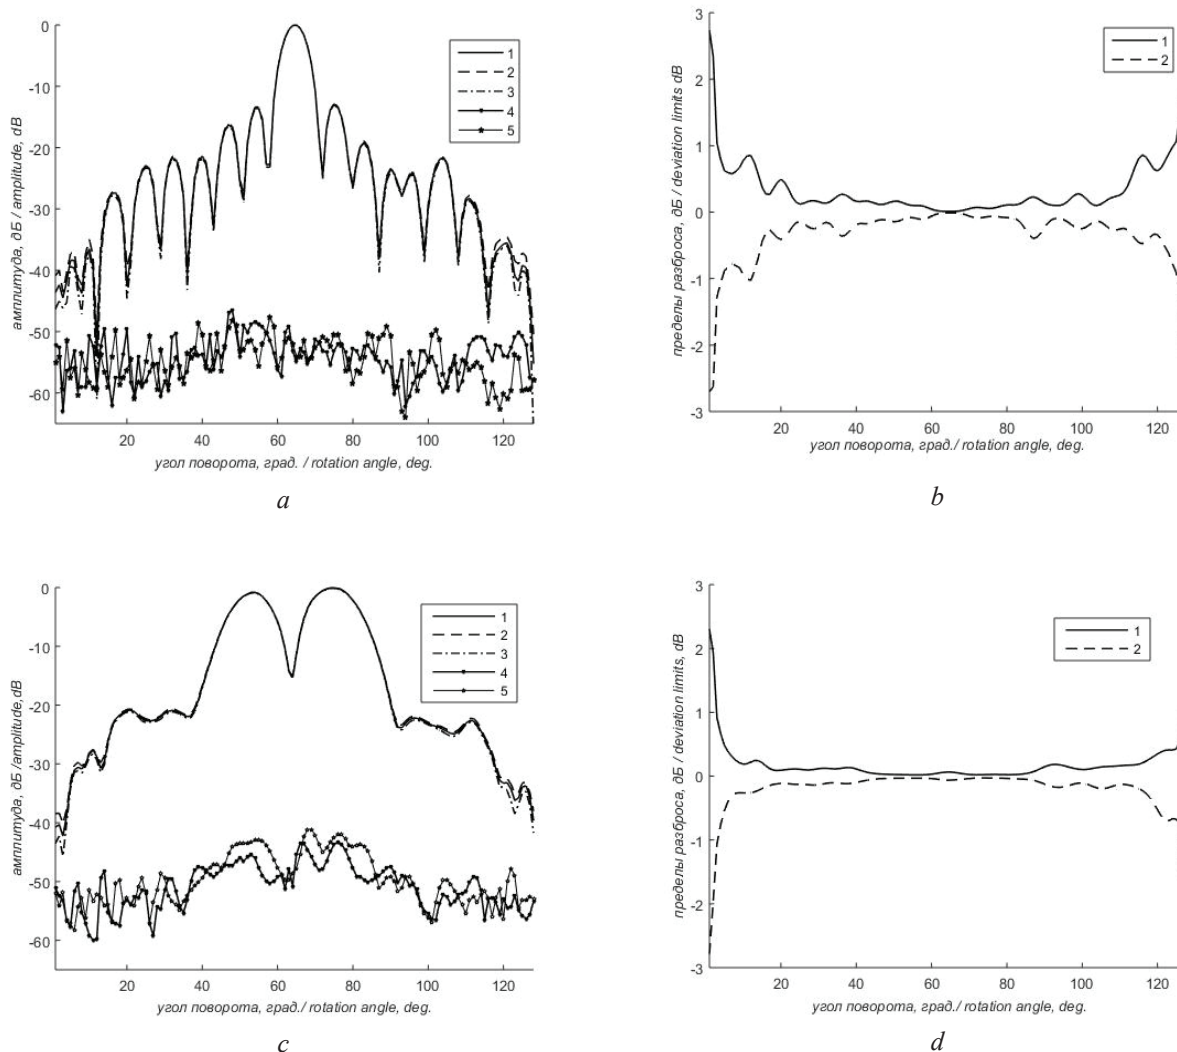 0
-10
-20
-30
-40
-50
-60
20 40 60 80 100 120
амплитуда, дБ / amplitude, dB
угол поворота, град. / rotation angle, deg.
1
2
3
4
5
a
3
2
1
0
-1
-2
-3
20 40 60 80 100 120
пределы разброса, дБ / deviation limits dB
угол поворота, град./ rotation angle, deg.
1
2
b
0
-10
-20
-30
-40
-50
-60
20 40 60 80 100 120
амплитуда, дБ /amplitude,dB
угол поворота, град./ rotation angle, deg.
1
2
3
4
5
c
3
2
1
0
-1
-2
-3
20 40 60 80 100 120
пределы разброса, дБ / deviation limits, dB
угол поворота, град./ rotation angle, deg.
1
2
d